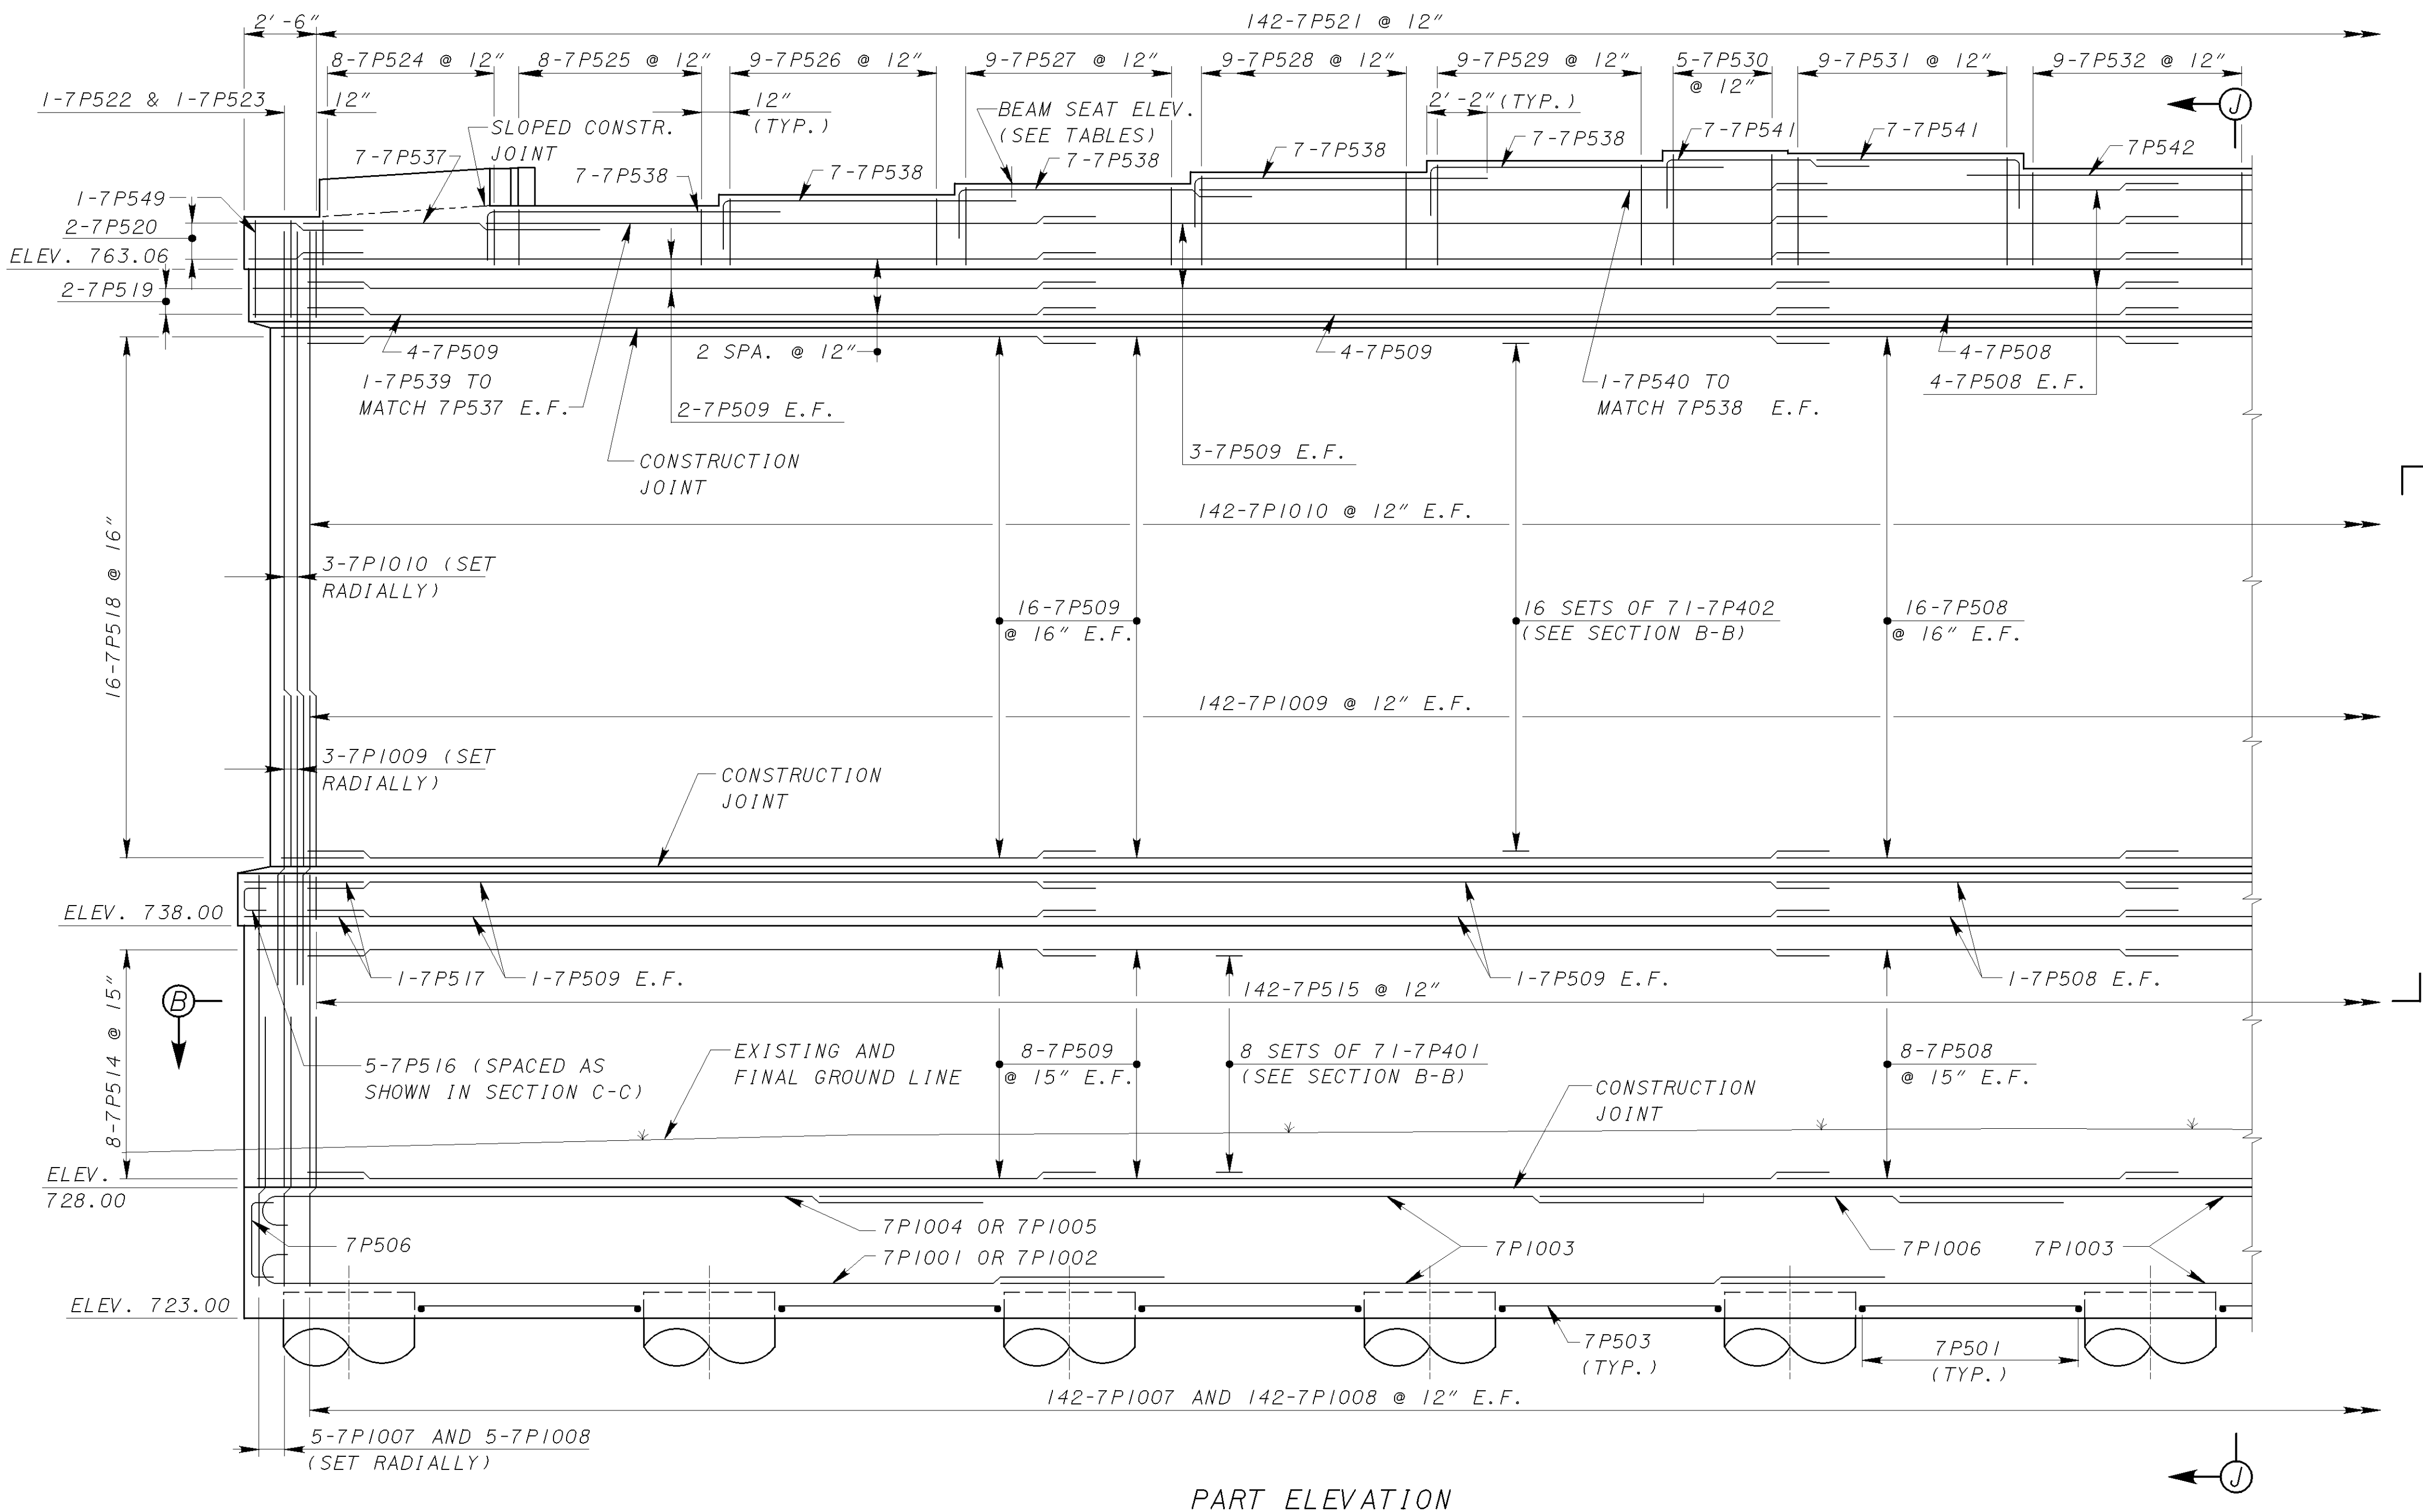 2'-6"
142-7P521 @ 12"
8-7P524 @ 12"
8-7P525 @ 12"
9-7P526 @ 12"
9-7P527 @ 12"
9-7P528 @ 12"
9-7P529 @ 12"
5-7P530
@ 12"
9-7P531 @ 12"
9-7P532 @ 12"
1-7P522 & 1-7P523
12"
12"
(TYP.)
BEAM SEAT ELEV.
(SEE TABLES)
2'-2"(TYP.)
J
SLOPED CONSTR.
JOINT
7-7P537
7-7P538
7-7P538
7-7P538
7-7P538
7-7P538
7-7P541
7-7P541
7P542
1-7P549
2-7P520
ELEV. 763.06
2-7P519
4-7P509
2 SPA. @ 12"
4-7P509
4-7P508
1-7P539 TO
MATCH 7P537 E.F.
2-7P509 E.F.
1-7P540 TO
MATCH 7P538 E.F.
4-7P508 E.F.
3-7P509 E.F.
CONSTRUCTION
JOINT
142-7P1010 @ 12" E.F.
16-7P518 @ 16"
3-7P1010 (SET
RADIALLY)
16-7P509
@ 16" E.F.
16 SETS OF 71-7P402
(SEE SECTION B-B)
16-7P508
@ 16" E.F.
142-7P1009 @ 12" E.F.
3-7P1009 (SET
RADIALLY)
CONSTRUCTION
JOINT
ELEV. 738.00
1-7P517
1-7P509 E.F.
1-7P509 E.F.
1-7P508 E.F.
142-7P515 @ 12"
B
8-7P514 @ 15"
5-7P516 (SPACED AS
SHOWN IN SECTION C-C)
EXISTING AND
FINAL GROUND LINE
8-7P509
@ 15" E.F.
8 SETS OF 71-7P401
(SEE SECTION B-B)
8-7P508
@ 15" E.F.
CONSTRUCTION
JOINT
ELEV.
728.00
7P506
7P1004 OR 7P1005
7P1001 OR 7P1002
7P1003
7P1006
7P1003
ELEV. 723.00
7P503
(TYP.)
7P501
(TYP.)
142-7P1007 AND 142-7P1008 @ 12" E.F.
5-7P1007 AND 5-7P1008
(SET RADIALLY)
J
PART ELEVATION